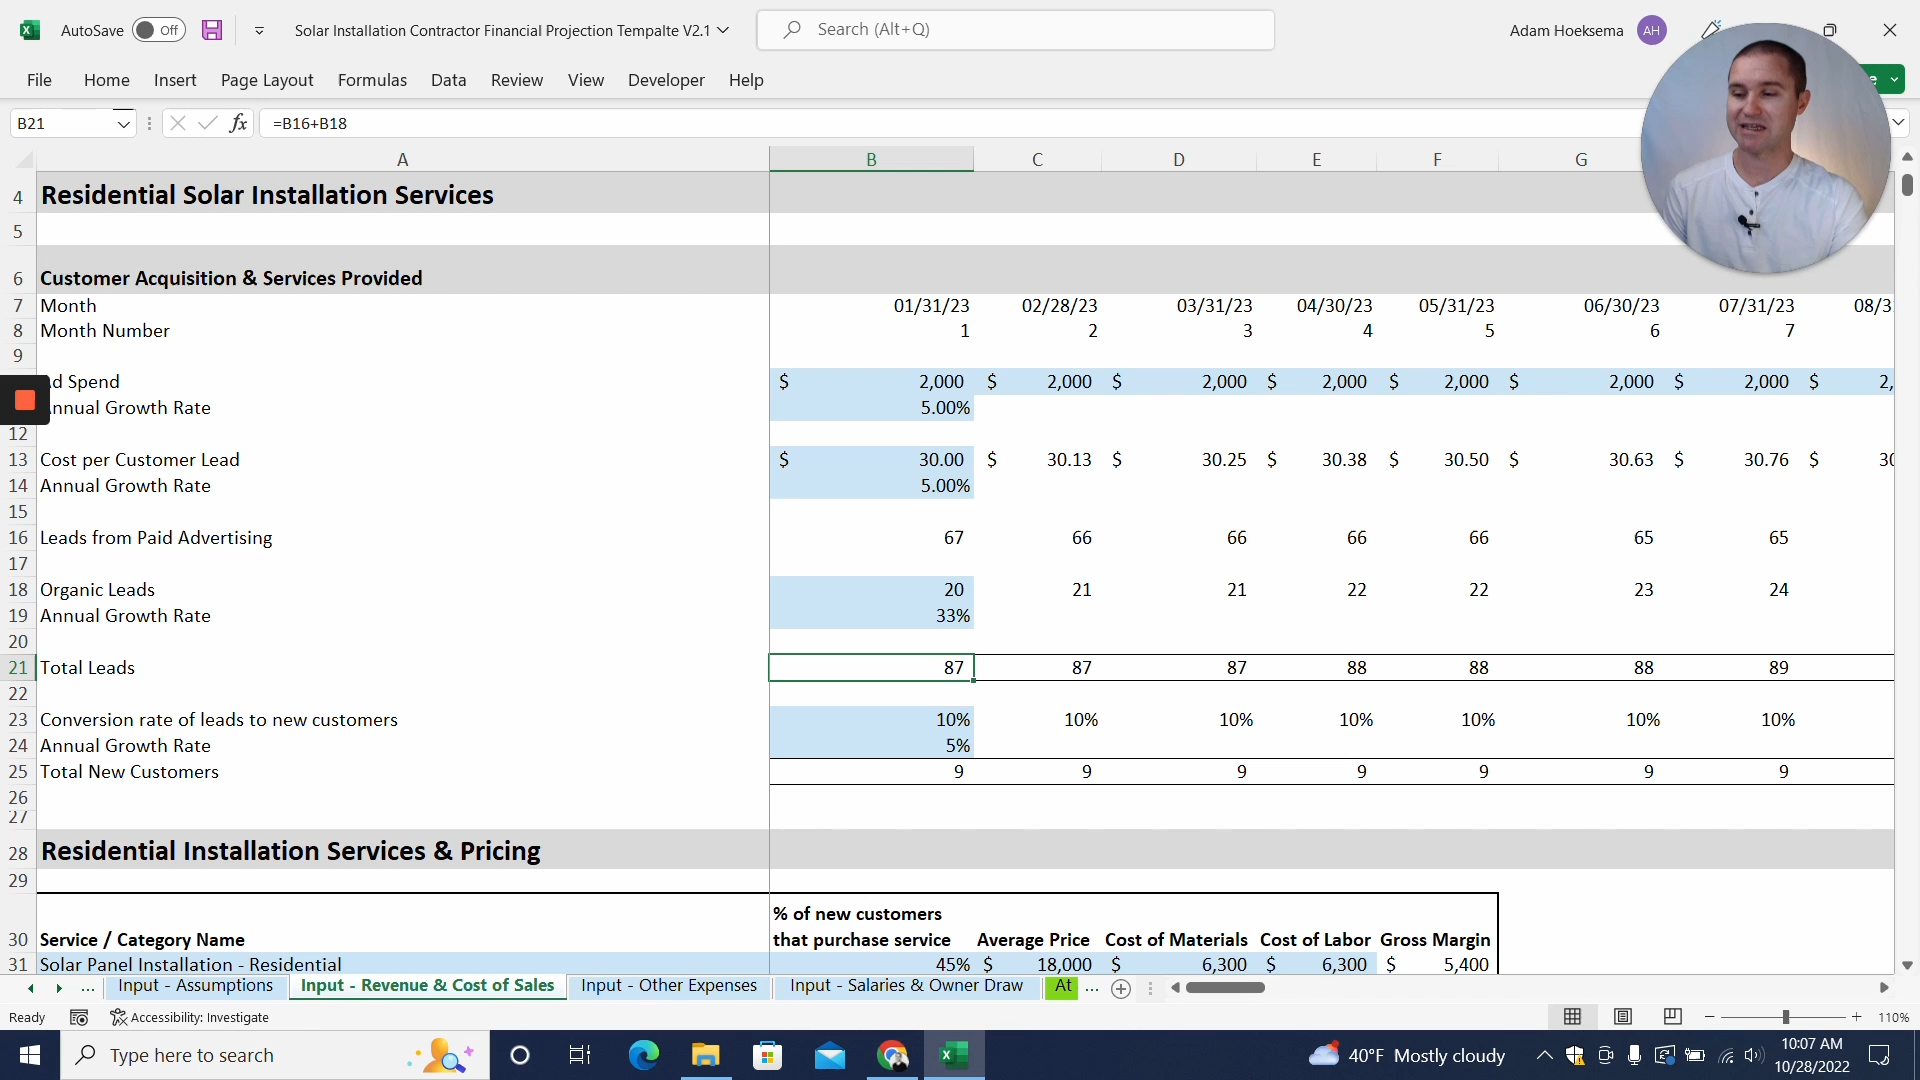 AutoSave Off Solar Installation Contractor Financial Projection Tempalte V2.1 Search (Alt+Q) Adam Hoeksema AH
File Home Insert Page Layout Formulas Data Review View Developer Help
B21 fx =B16+B18
A B C D E F G
4 Residential Solar Installation Services
5
6 Customer Acquisition & Services Provided
7 Month 01/31/23 02/28/23 03/31/23 04/30/23 05/31/23 06/30/23 07/31/23 08/3
8 Month Number 1 2 3 4 5 6 7
9
d Spend $ 2,000 $ 2,000 $ 2,000 $ 2,000 $ 2,000 $ 2,000 $ 2,000 $ 2,
nnual Growth Rate 5.00%
12
13 Cost per Customer Lead $ 30.00 $ 30.13 $ 30.25 $ 30.38 $ 30.50 $ 30.63 $ 30.76 $ 30
14 Annual Growth Rate 5.00%
15
16 Leads from Paid Advertising 67 66 66 66 66 65 65
17
18 Organic Leads 20 21 21 22 22 23 24
19 Annual Growth Rate 33%
20
21 Total Leads 87 87 87 88 88 88 89
22
23 Conversion rate of leads to new customers 10% 10% 10% 10% 10% 10% 10%
24 Annual Growth Rate 5%
25 Total New Customers 9 9 9 9 9 9 9
26
27
28 Residential Installation Services & Pricing
29
% of new customers
30 Service / Category Name that purchase service Average Price Cost of Materials Cost of Labor Gross Margin
31 Solar Panel Installation - Residential 45% $ 18,000 $ 6,300 $ 6,300 $ 5,400
... Input - Assumptions Input - Revenue & Cost of Sales Input - Other Expenses Input - Salaries & Owner Draw At ...
Ready Accessibility: Investigate 110%
Type here to search 40°F Mostly cloudy 10:07 AM
10/28/2022